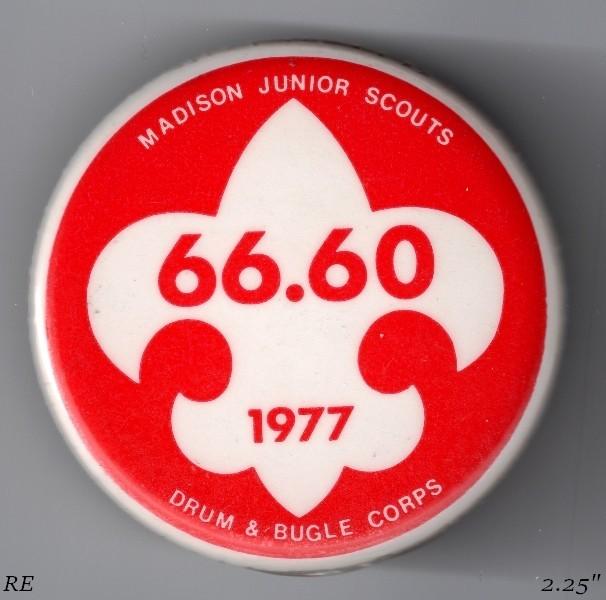 MADISON JUNIOR SCOUTS
66.60
1977
DRUM & BUGLE CORPS
RE
2.25"